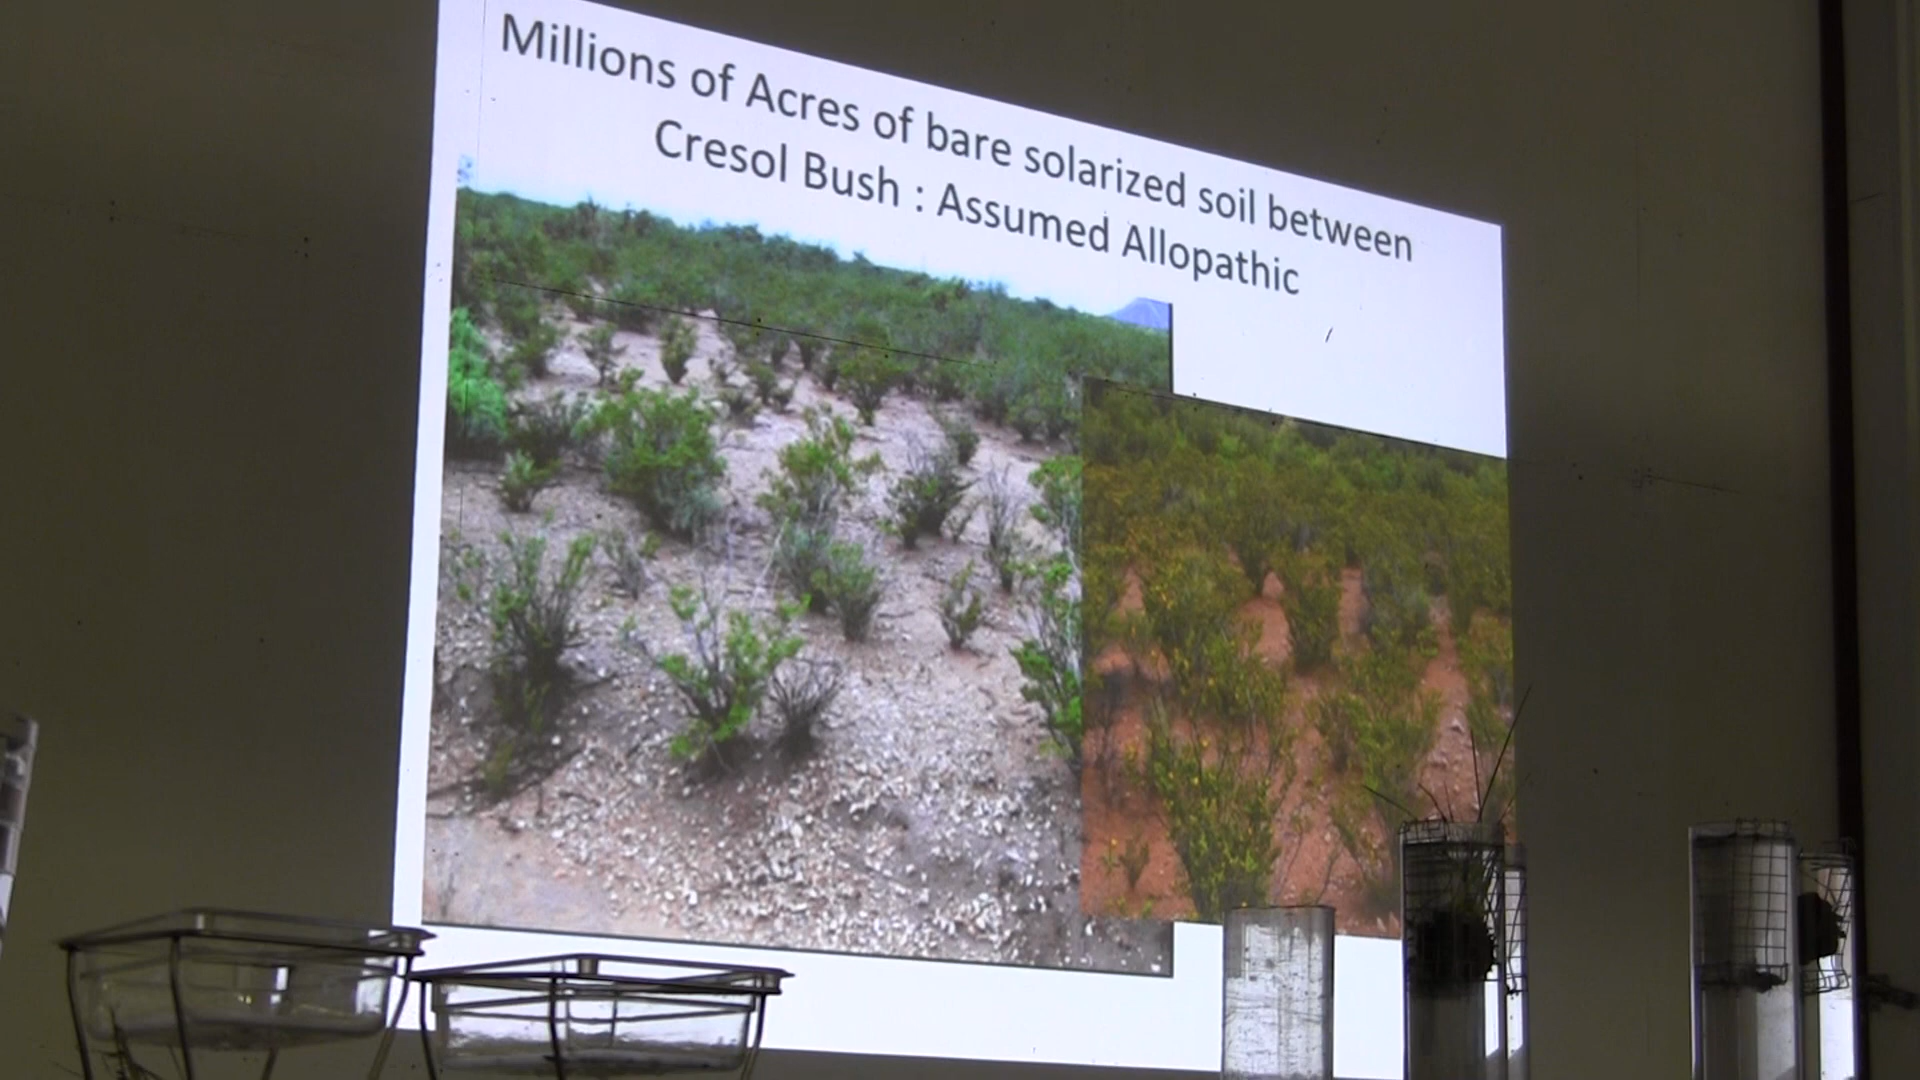 Millions of Acres of bare solarized soil between
Cresol Bush : Assumed Allopathic